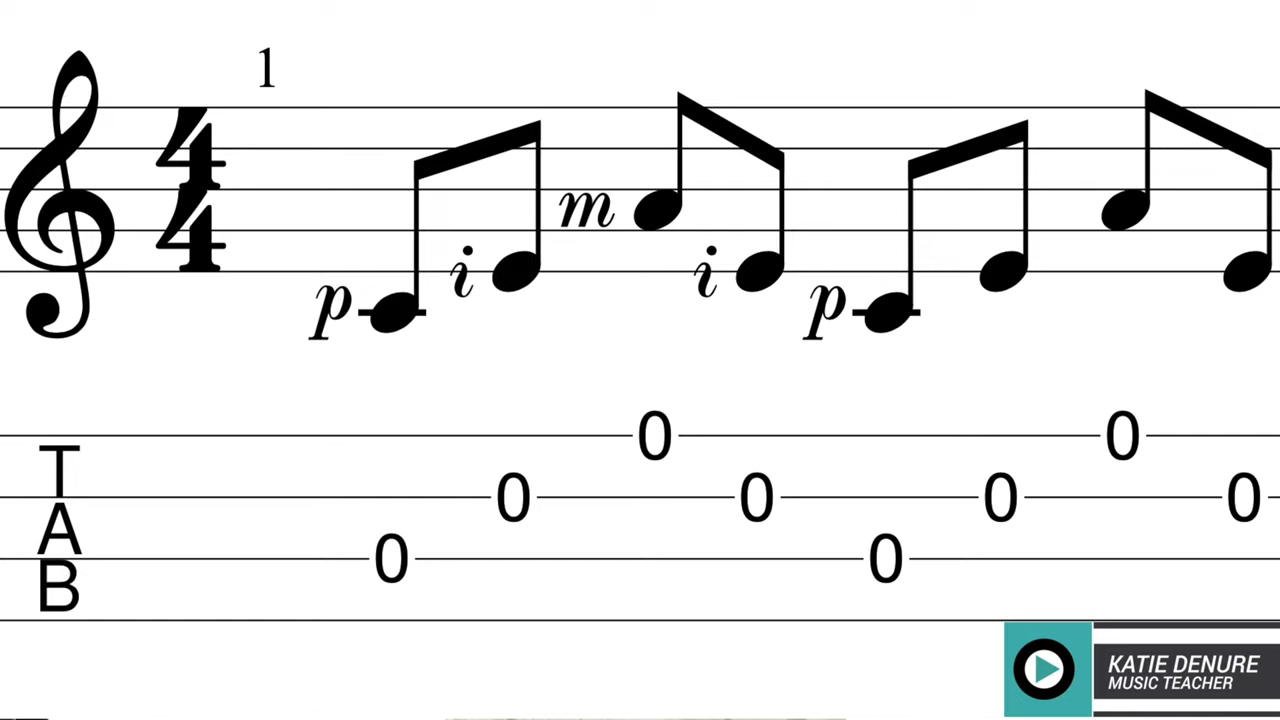 1
4
4
p i m i p
0 0
0 0 0 0
0 0
T
A
B
KATIE DENURE
MUSIC TEACHER